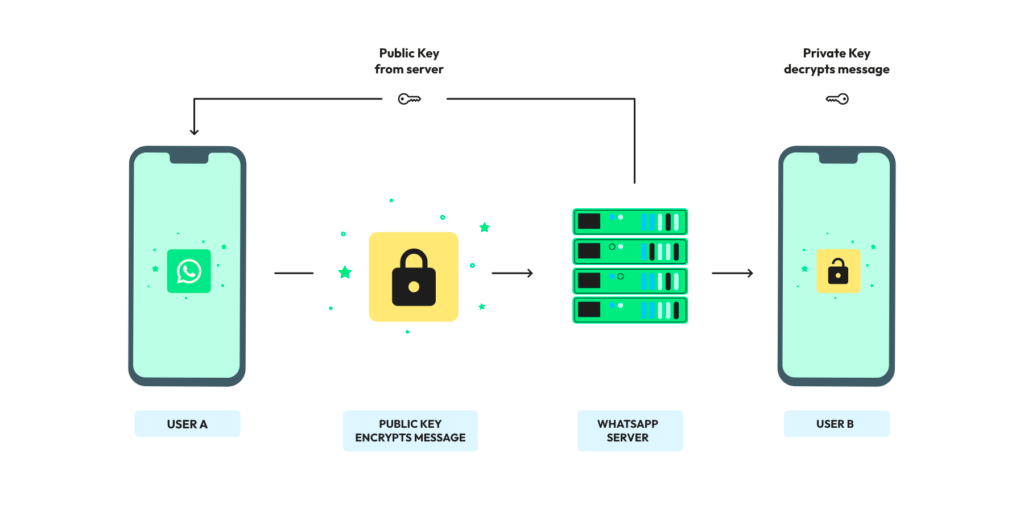 Public Key
from server
Private Key
decrypts message
USER A
PUBLIC KEY
ENCRYPTS MESSAGE
WHATSAPP
SERVER
USER B